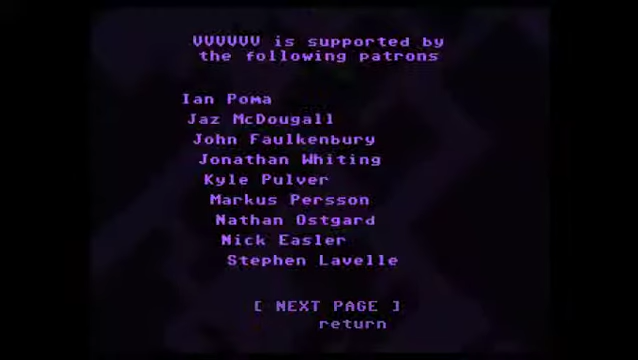 VVVVVV is supported by
the following patrons
Ian Poma
Jaz McDougall
John Faulkenbury
Jonathan Whiting
Kyle Pulver
Markus Persson
Nathan Ostgard
Nick Easler
Stephen Lavelle
[ NEXT PAGE ]
return